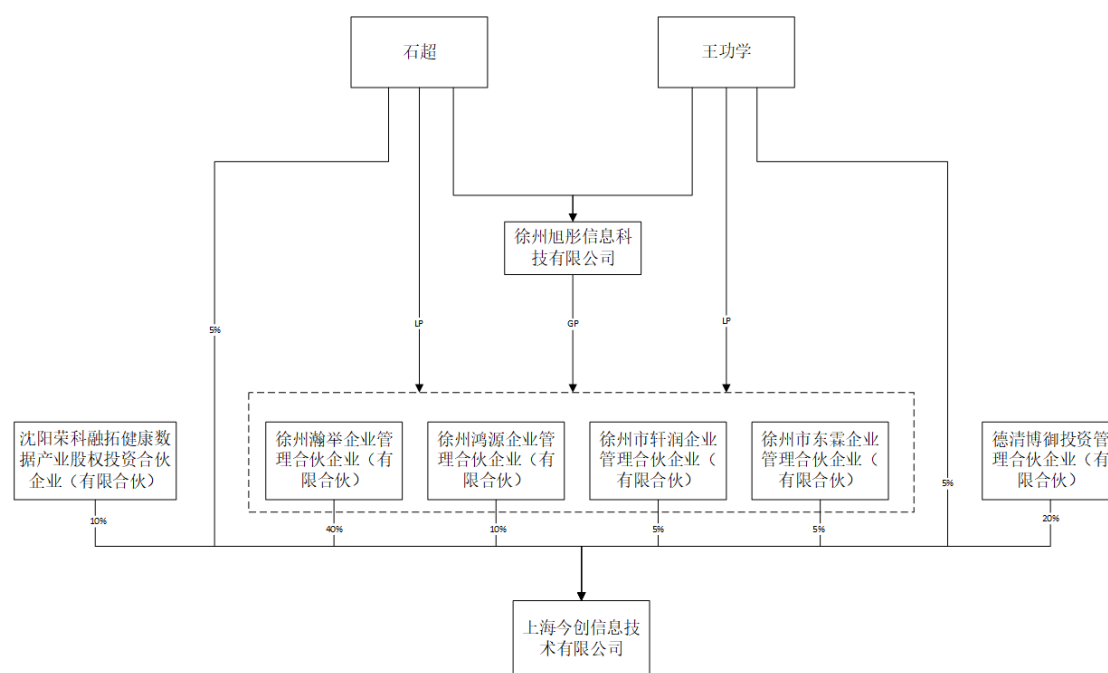 石超
王功学
徐州旭彤信息科
技有限公司
5%
LP
GP
LP
5%
沈阳荣科融拓健康数
据产业股权投资合伙
企业（有限合伙）
徐州瀚举企业管
理合伙企业（有
限合伙）
徐州鸿源企业管
理合伙企业（有
限合伙）
徐州市轩润企业
管理合伙企业（
有限合伙）
徐州市东霖企业
管理合伙企业（
有限合伙）
德清博御投资管
理合伙企业（有
限合伙）
10%
40%
10%
5%
5%
20%
上海今创信息技
术有限公司